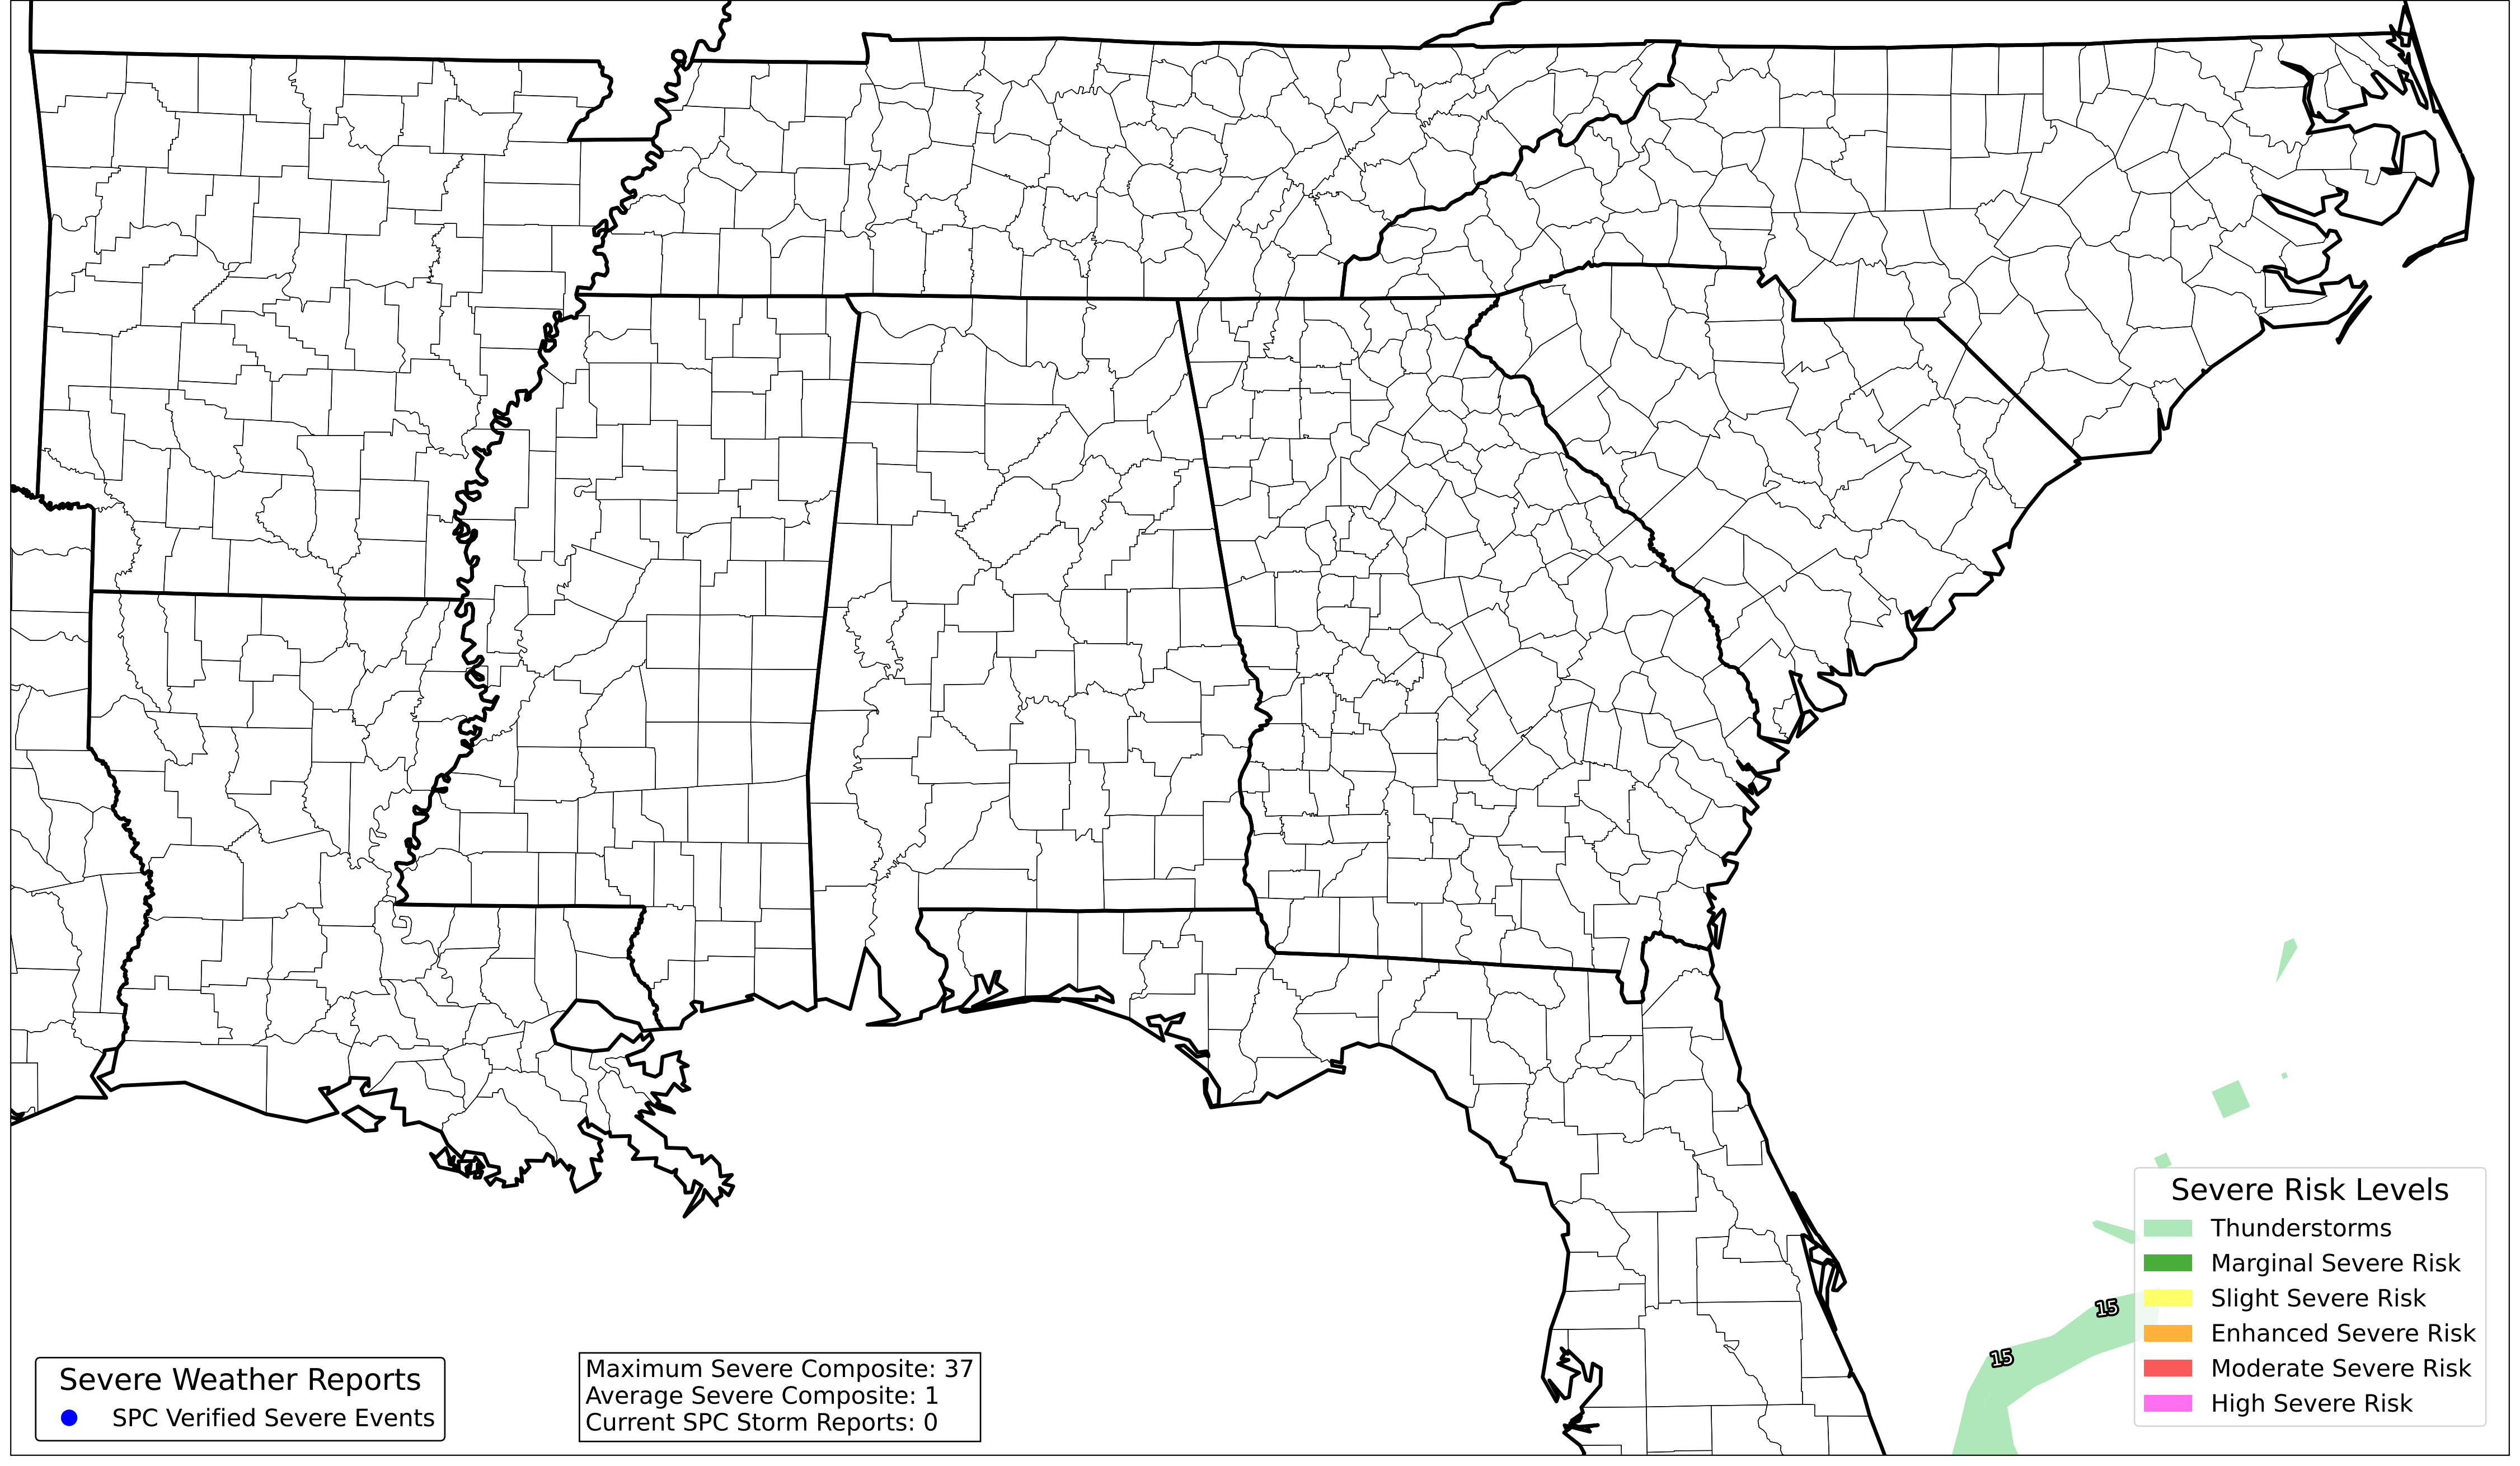 15
15
Severe Risk Levels
Thunderstorms
Marginal Severe Risk
Slight Severe Risk
Enhanced Severe Risk
Moderate Severe Risk
High Severe Risk
Severe Weather Reports
SPC Verified Severe Events
Maximum Severe Composite: 37
Average Severe Composite: 1
Current SPC Storm Reports: 0